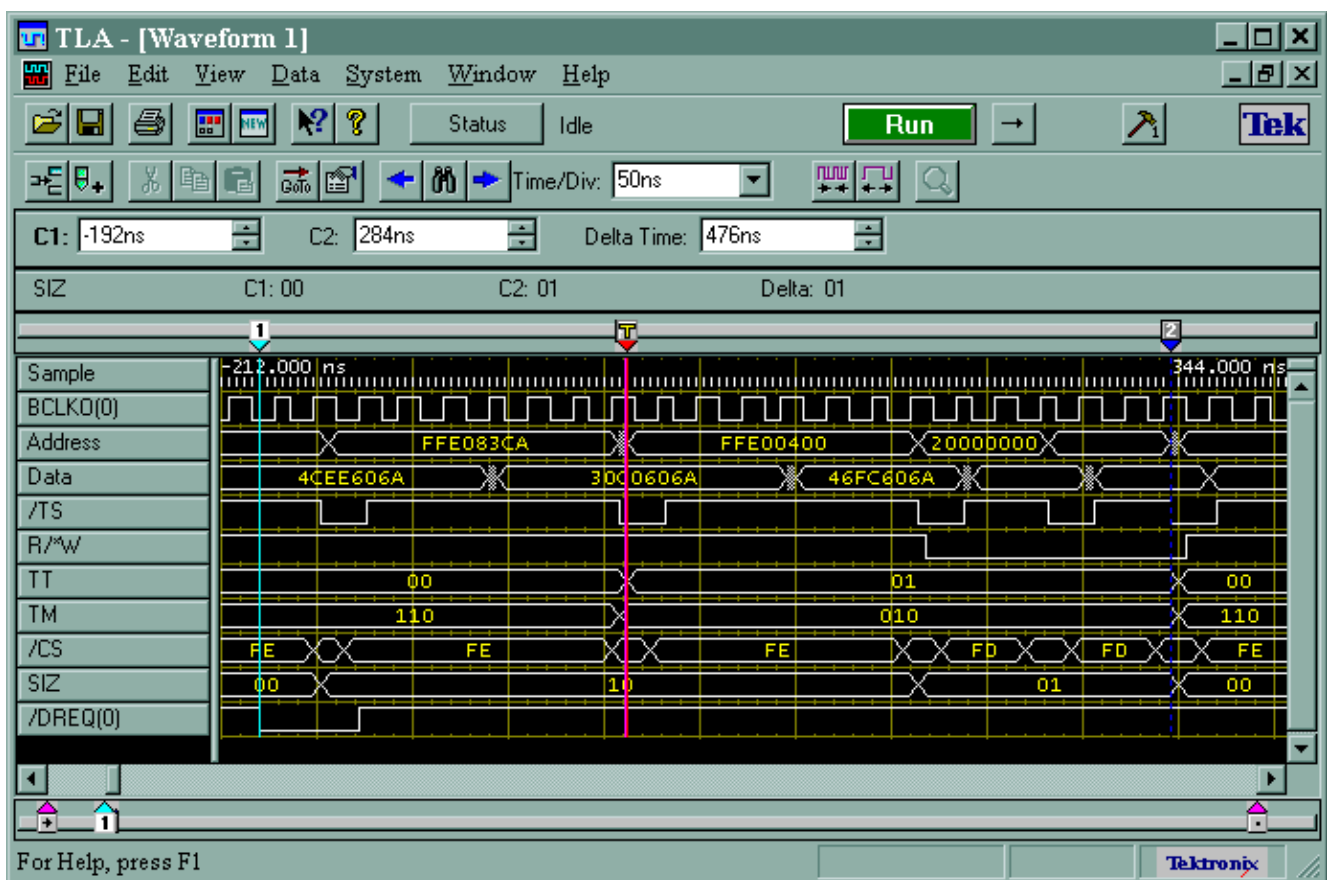 TLA - [Waveform 1]
File Edit View Data System Window Help
NEW Status Idle Run 1 Tek
GoTo Time/Div: 50ns
C1: -192ns C2: 284ns Delta Time: 476ns
SIZ C1: 00 C2: 01 Delta: 01
1 T 2
Sample -212.000 ns 344.000 ns
BCLKO(0)
Address FFE083CA FFE00400 20000000
Data 4CEE606A 30C0606A 46FC606A
/TS
R/*W
TT 00 01 00
TM 110 010 110
/CS FE FE FE FD FD FE
SIZ 00 10 01 00
/DREQ(0)
1
For Help, press F1 Tektronix